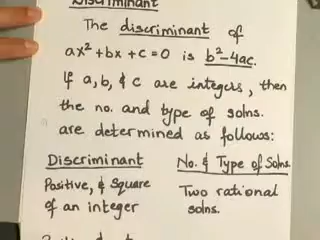 Discriminant
The discriminant of
ax² + bx + c = 0 is b² – 4ac.
If a, b, & c are integers, then
the no. and type of solns.
are determined as follows:
Discriminant No. & Type of Solns
Positive, & Square Two rational
of an integer solns.